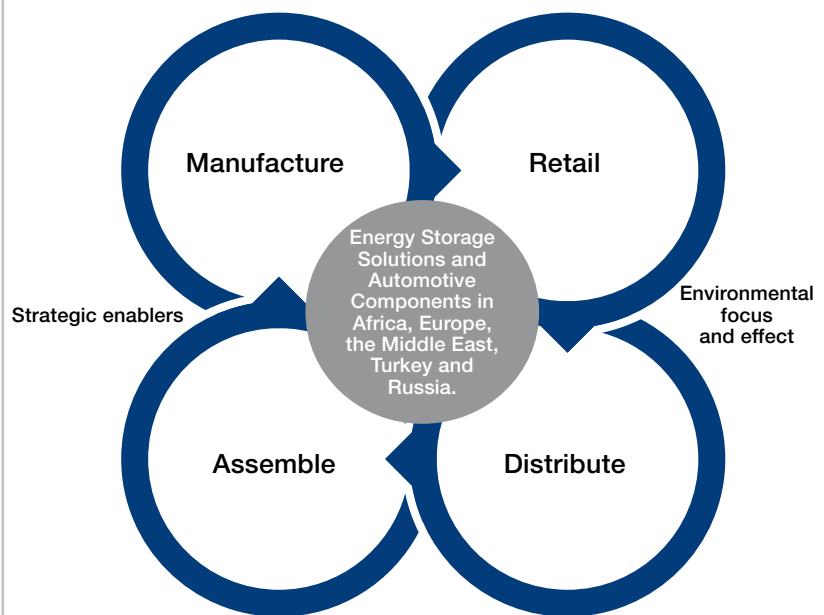 Manufacture
Retail
Energy Storage
Solutions and
Automotive
Components in
Africa, Europe,
the Middle East,
Turkey and
Russia.
Strategic enablers
Environmental
focus
and effect
Assemble
Distribute